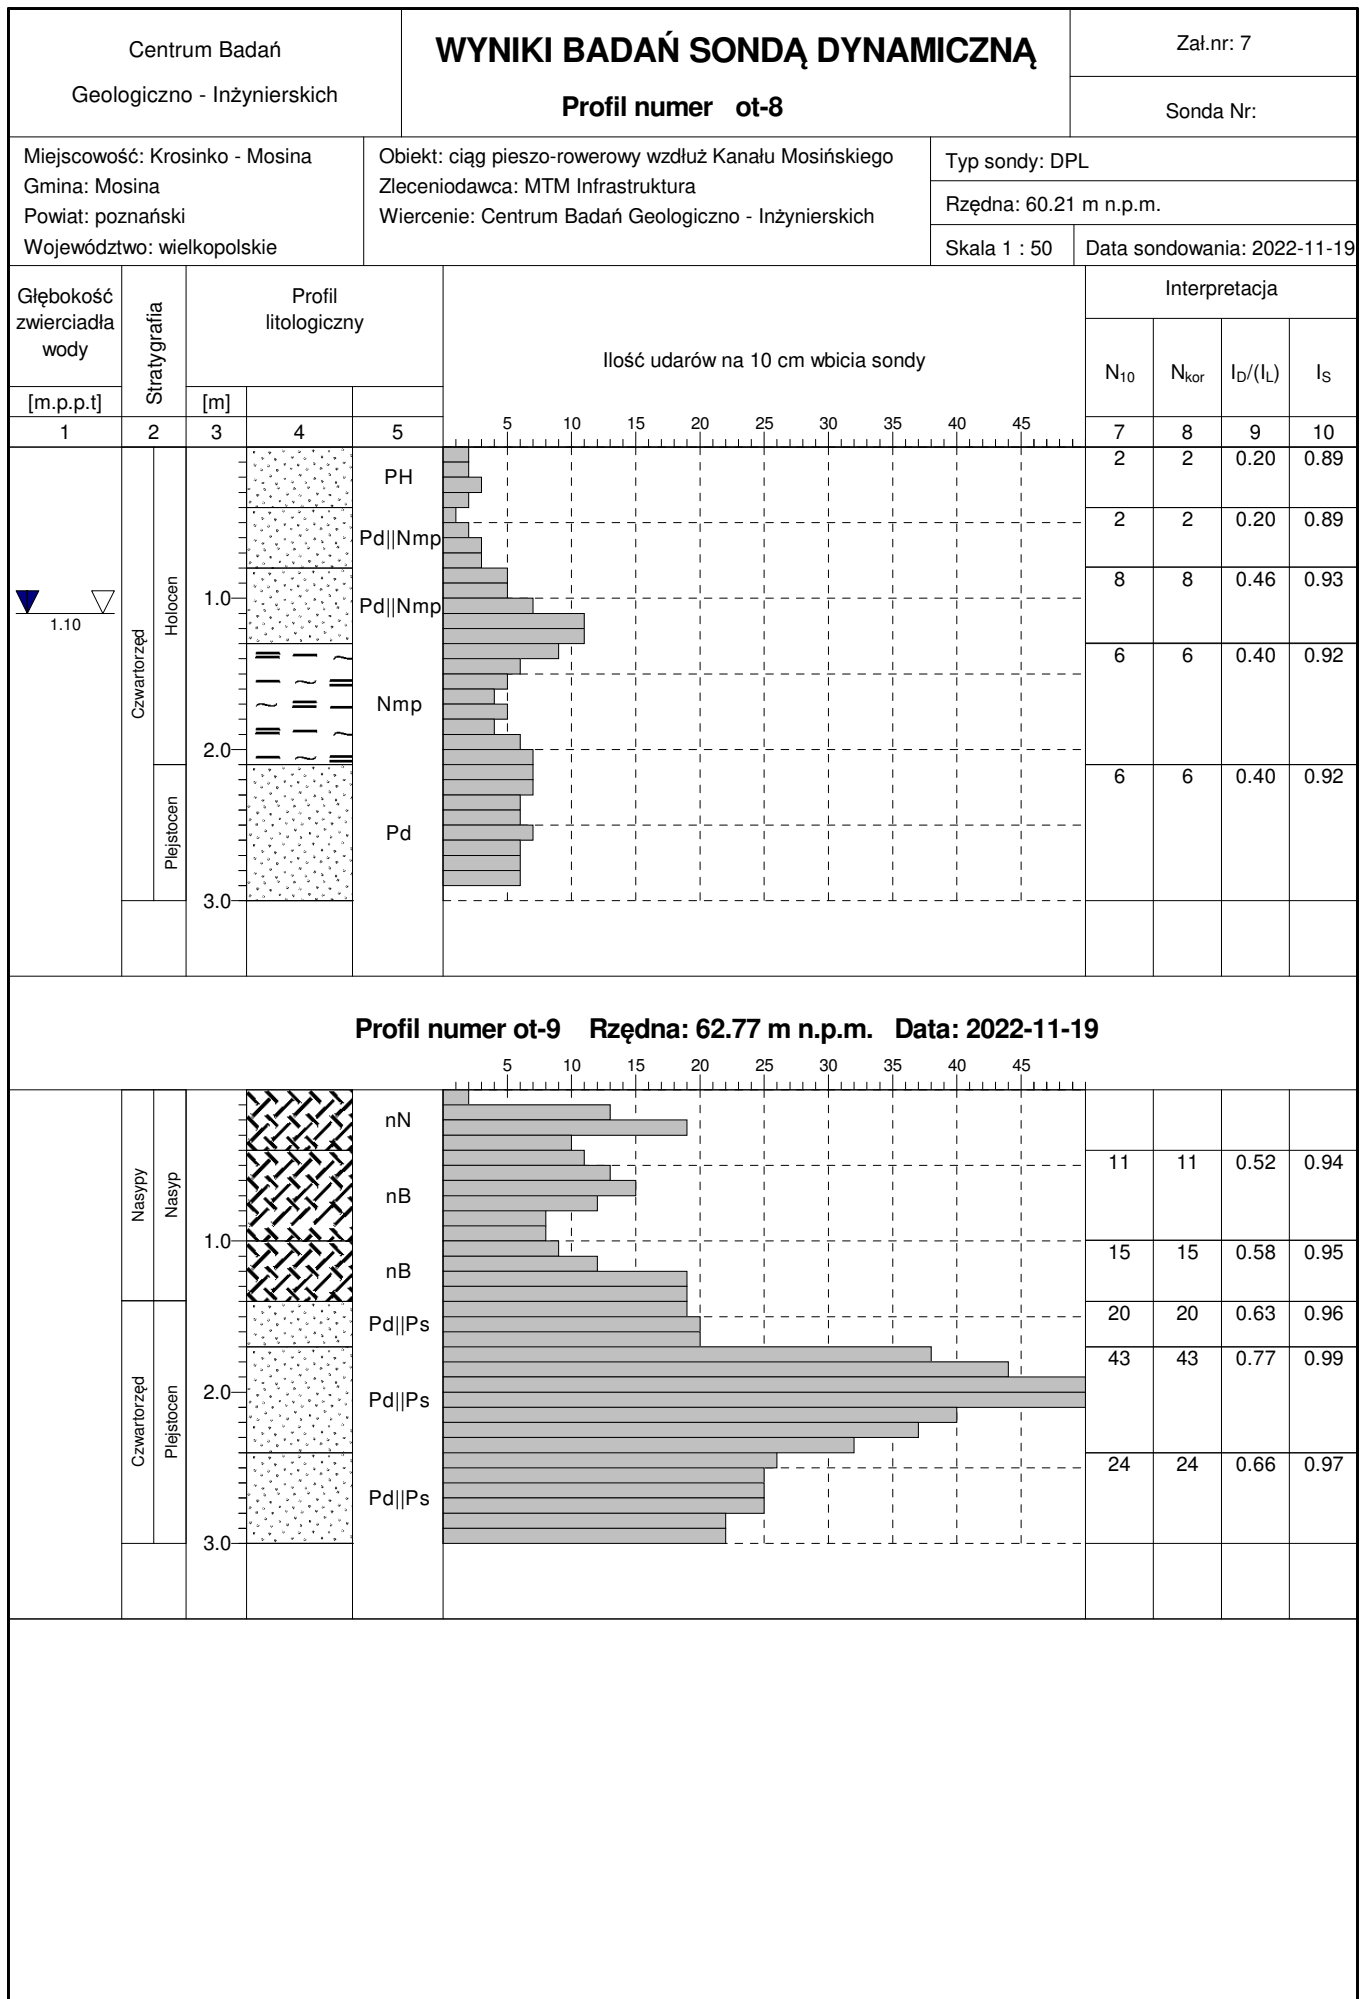 Centrum Badań
Geologiczno - Inżynierskich
WYNIKI BADAŃ SONDĄ DYNAMICZNĄ
Profil numer ot-8
Zał.nr: 7
Sonda Nr:
Miejscowość: Krosinko - Mosina
Gmina: Mosina
Powiat: poznański
Województwo: wielkopolskie
Obiekt: ciąg pieszo-rowerowy wzdłuż Kanału Mosińskiego
Zleceniodawca: MTM Infrastruktura
Wiercenie: Centrum Badań Geologiczno - Inżynierskich
Typ sondy: DPL
Rzędna: 60.21 m n.p.m.
Skala 1 : 50
Data sondowania: 2022-11-19
Głębokość
zwierciadła
wody
[m.p.p.t]
Stratygrafia
Profil
litologiczny
[m]
Ilość udarów na 10 cm wbicia sondy
Interpretacja
N10 Nkor ID/(IL) IS
5 10 15 20 25 30 35 40 45
1 2 3 4 5 7 8 9 10
1.10
Czwartorzęd
Holocen
Plejstocen
1.0
2.0
3.0
PH
Pd||Nmp
Pd||Nmp
Nmp
Pd
2 2 0.20 0.89
2 2 0.20 0.89
8 8 0.46 0.93
6 6 0.40 0.92
6 6 0.40 0.92
Profil numer ot-9 Rzędna: 62.77 m n.p.m. Data: 2022-11-19
5 10 15 20 25 30 35 40 45
Nasypy
Nasyp
Czwartorzęd
Plejstocen
1.0
2.0
3.0
nN
nB
nB
Pd||Ps
Pd||Ps
Pd||Ps
11 11 0.52 0.94
15 15 0.58 0.95
20 20 0.63 0.96
43 43 0.77 0.99
24 24 0.66 0.97